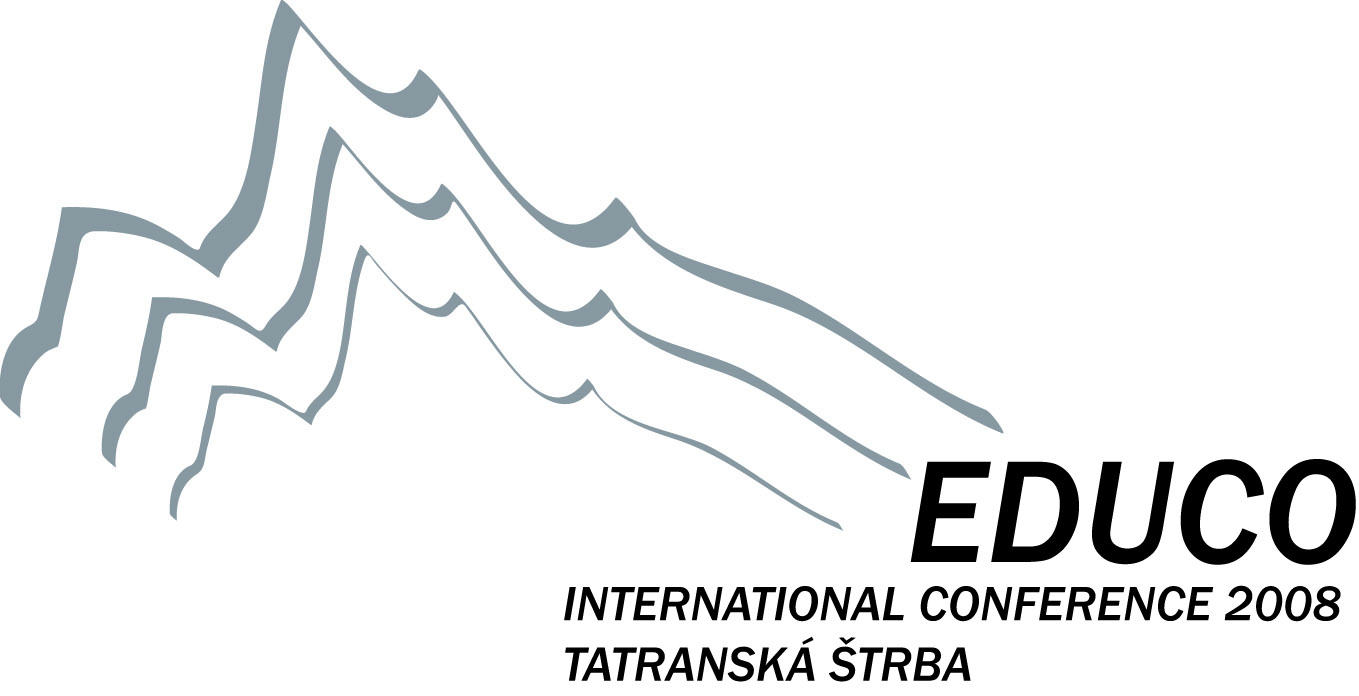 EDUCO
INTERNATIONAL CONFERENCE 2008
TATRANSKÁ ŠTRBA